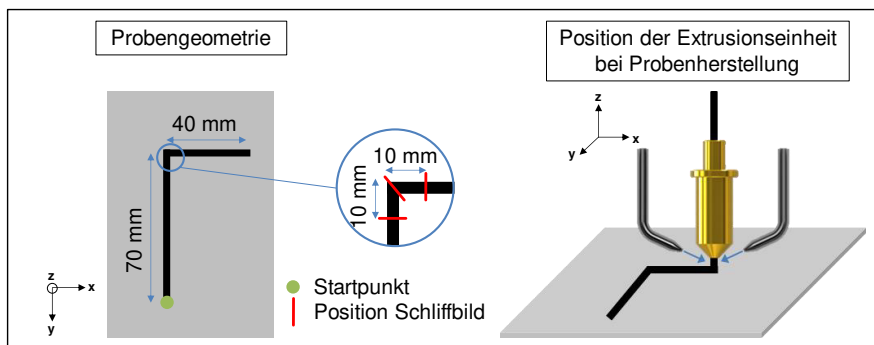 Probengeometrie
Position der Extrusionseinheit
bei Probenherstellung
40 mm
70 mm
10 mm
10 mm
z
x
y
Startpunkt
Position Schliffbild
z
x
y